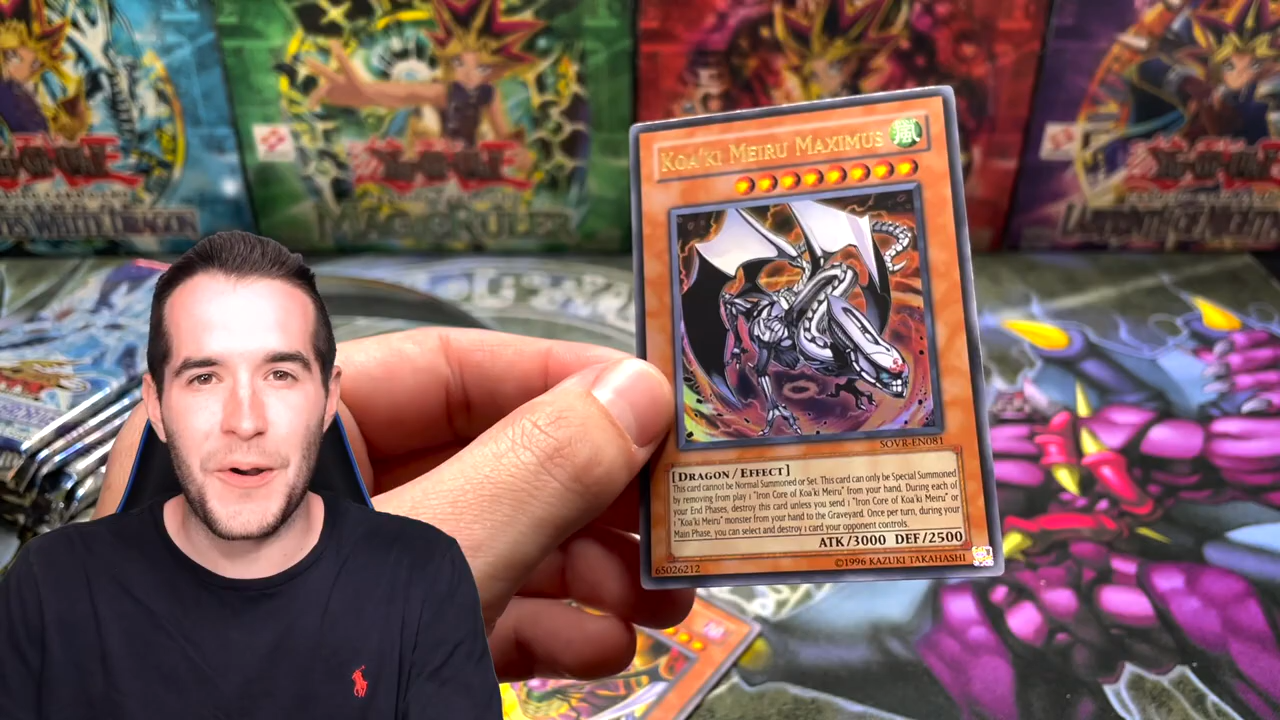 MAGIC RULER
KOA'KI MEIRU MAXIMUS
風
SOVR-EN081
[DRAGON/EFFECT]
This card cannot be Normal Summoned or Set. This card can only be Special Summoned
by removing from play 1 "Iron Core of Koa'ki Meiru" from your hand. During each of
your End Phases, destroy this card unless you send 1 "Iron Core of Koa'ki Meiru" or
1 "Koa'ki Meiru" monster from your hand to the Graveyard. Once per turn, during your
Main Phase, you can select and destroy 1 card your opponent controls.
ATK/3000 DEF/2500
65026212
©1996 KAZUKI TAKAHASHI